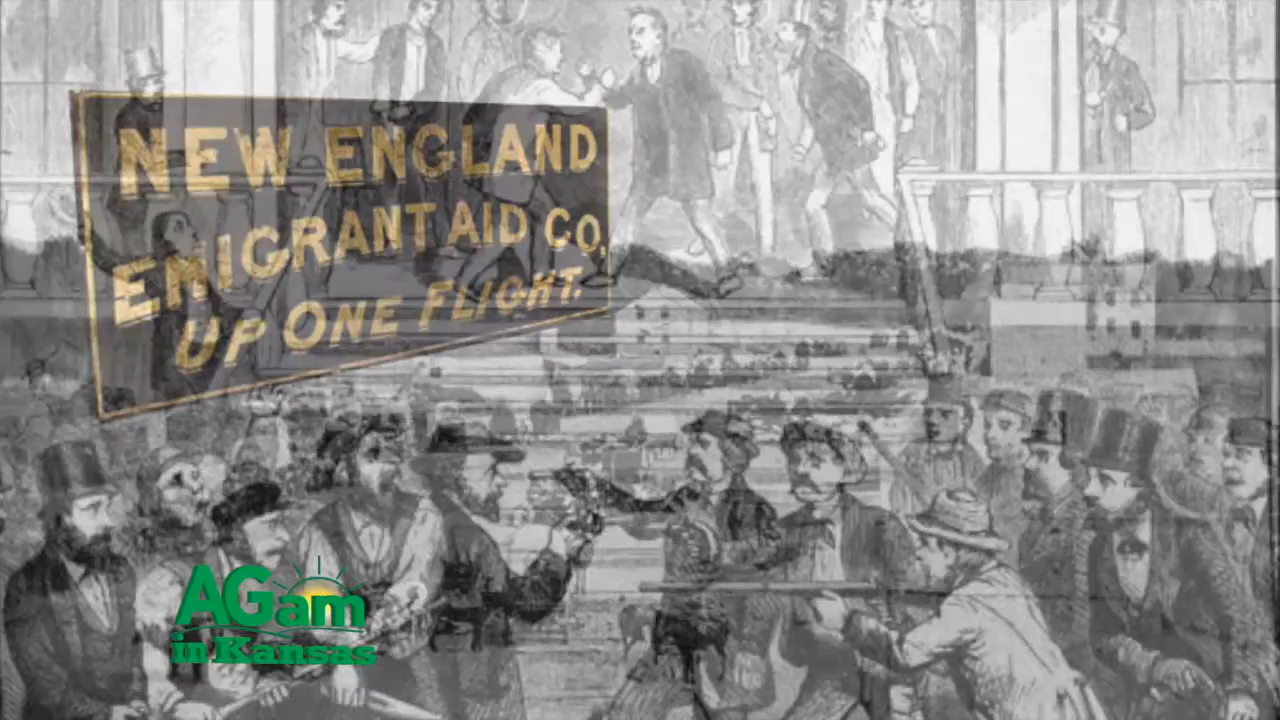 NEW ENGLAND
EMIGRANT AID CO.
UP ONE FLIGHT.
AGam
in Kansas